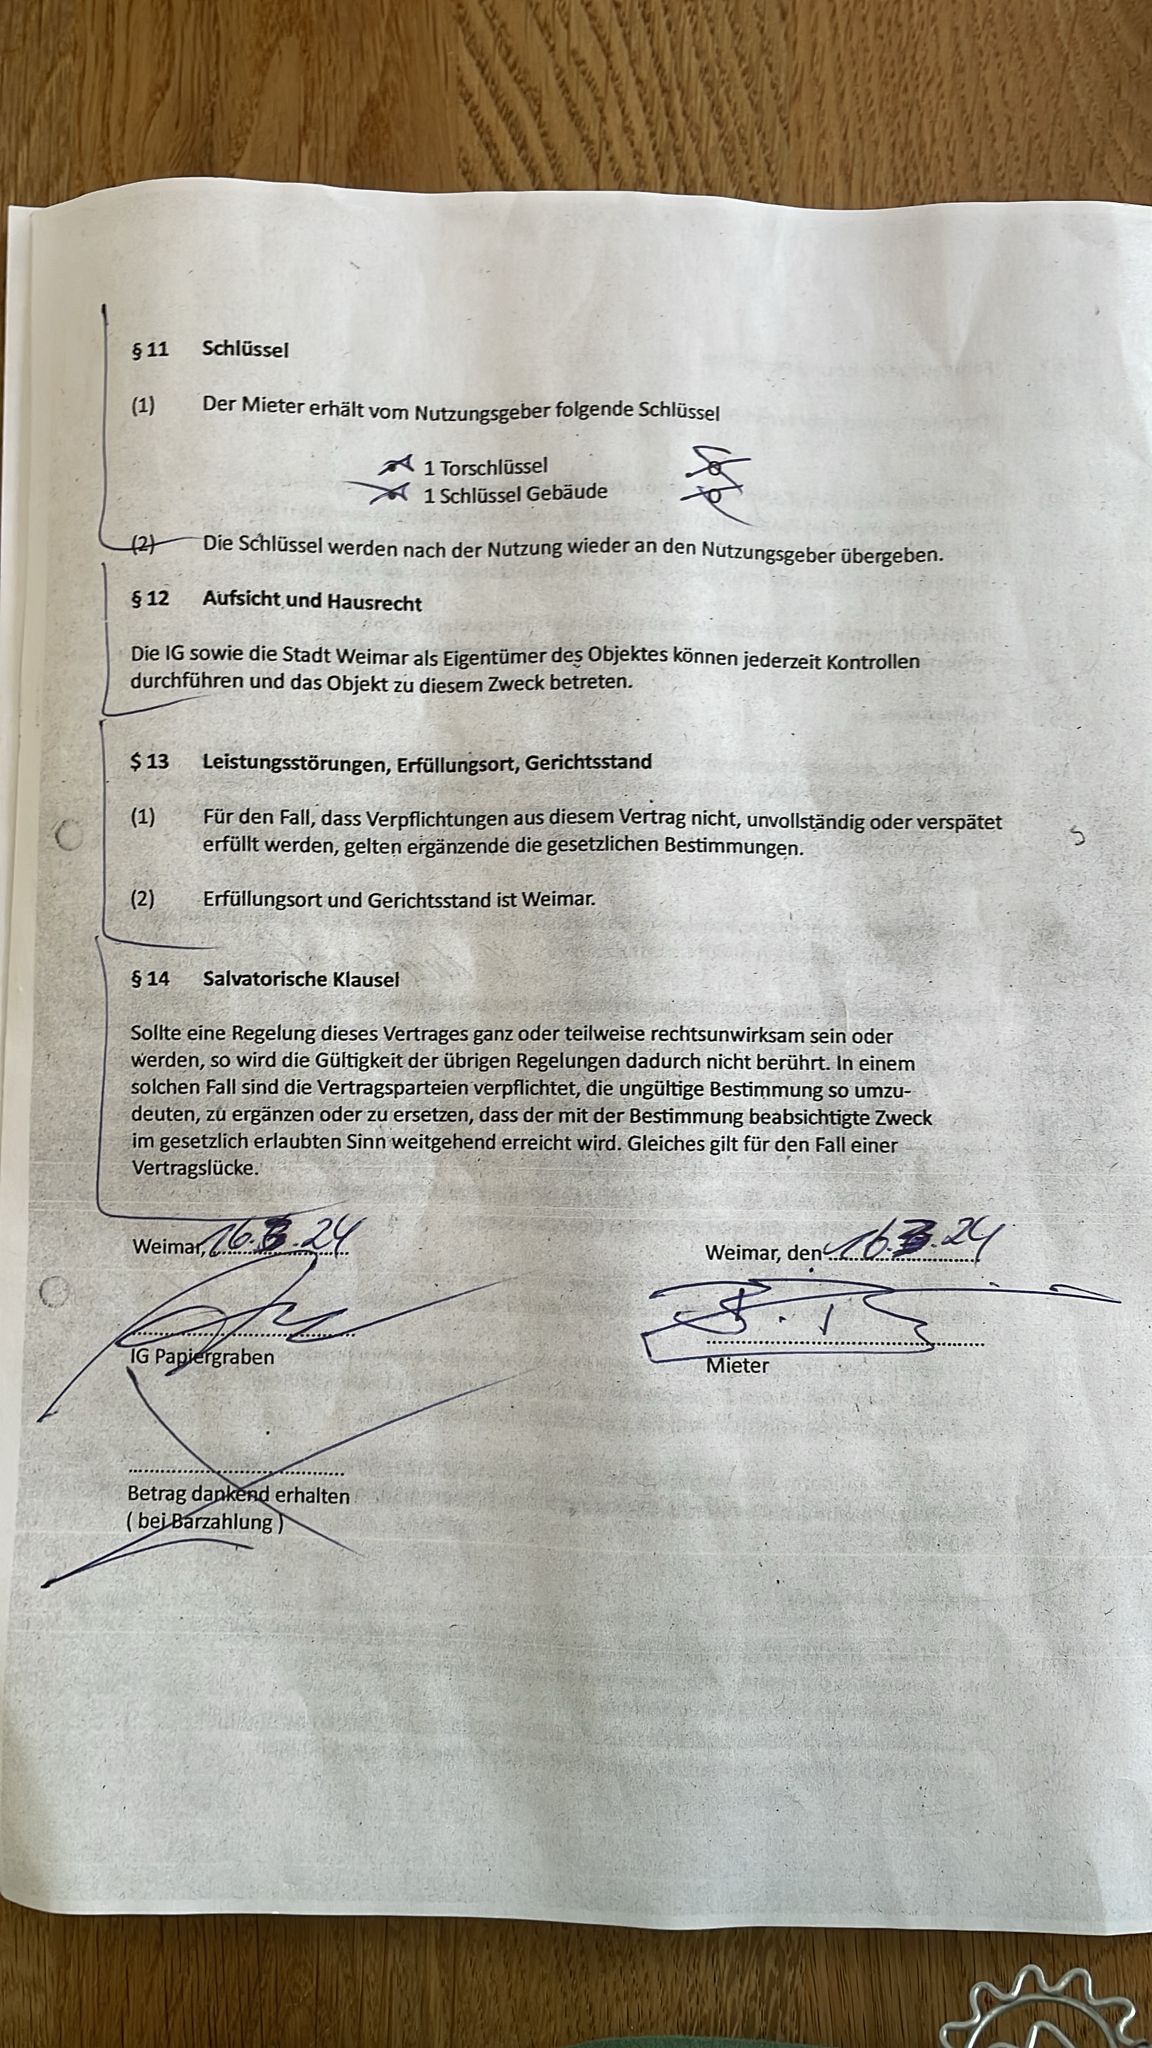 § 11 Schlüssel
(1) Der Mieter erhält vom Nutzungsgeber folgende Schlüssel
1 Torschlüssel
1 Schlüssel Gebäude
(2) Die Schlüssel werden nach der Nutzung wieder an den Nutzungsgeber übergeben.
§ 12 Aufsicht und Hausrecht
Die IG sowie die Stadt Weimar als Eigentümer des Objektes können jederzeit Kontrollen
durchführen und das Objekt zu diesem Zweck betreten.
$ 13 Leistungsstörungen, Erfüllungsort, Gerichtsstand
(1) Für den Fall, dass Verpflichtungen aus diesem Vertrag nicht, unvollständig oder verspätet
erfüllt werden, gelten ergänzende die gesetzlichen Bestimmungen.
(2) Erfüllungsort und Gerichtsstand ist Weimar.
§ 14 Salvatorische Klausel
Sollte eine Regelung dieses Vertrages ganz oder teilweise rechtsunwirksam sein oder
werden, so wird die Gültigkeit der übrigen Regelungen dadurch nicht berührt. In einem
solchen Fall sind die Vertragsparteien verpflichtet, die ungültige Bestimmung so umzu-
deuten, zu ergänzen oder zu ersetzen, dass der mit der Bestimmung beabsichtigte Zweck
im gesetzlich erlaubten Sinn weitgehend erreicht wird. Gleiches gilt für den Fall einer
Vertragslücke.
Weimar, 16.3.24 Weimar, den 16.3.24
IG Papiergraben Mieter
Betrag dankend erhalten
( bei Barzahlung )